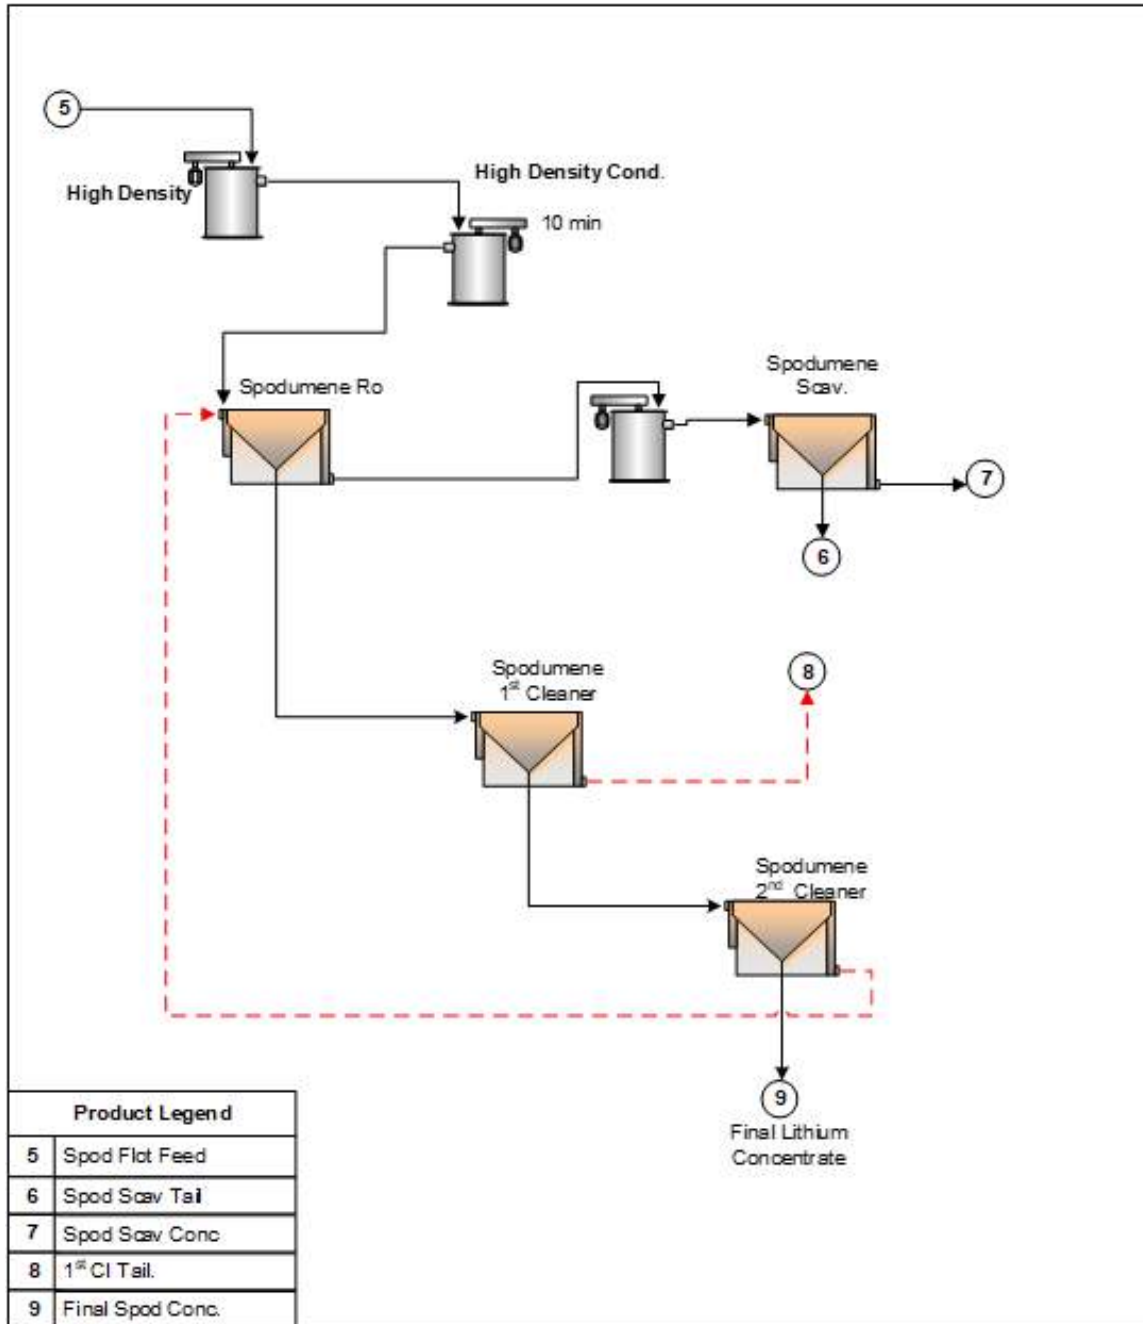 5
High Density Cond.
High Density
10 min
Spodumene
Scav.
Spodumene Ro
7
6
Spodumene
1st Cleaner
8
Spodumene
2nd Cleaner
9
Final Lithium
Concentrate
Product Legend
5 Spod Flot Feed
6 Spod Scav Tail
7 Spod Scav Conc
8 1st Cl Tail.
9 Final Spod Conc.